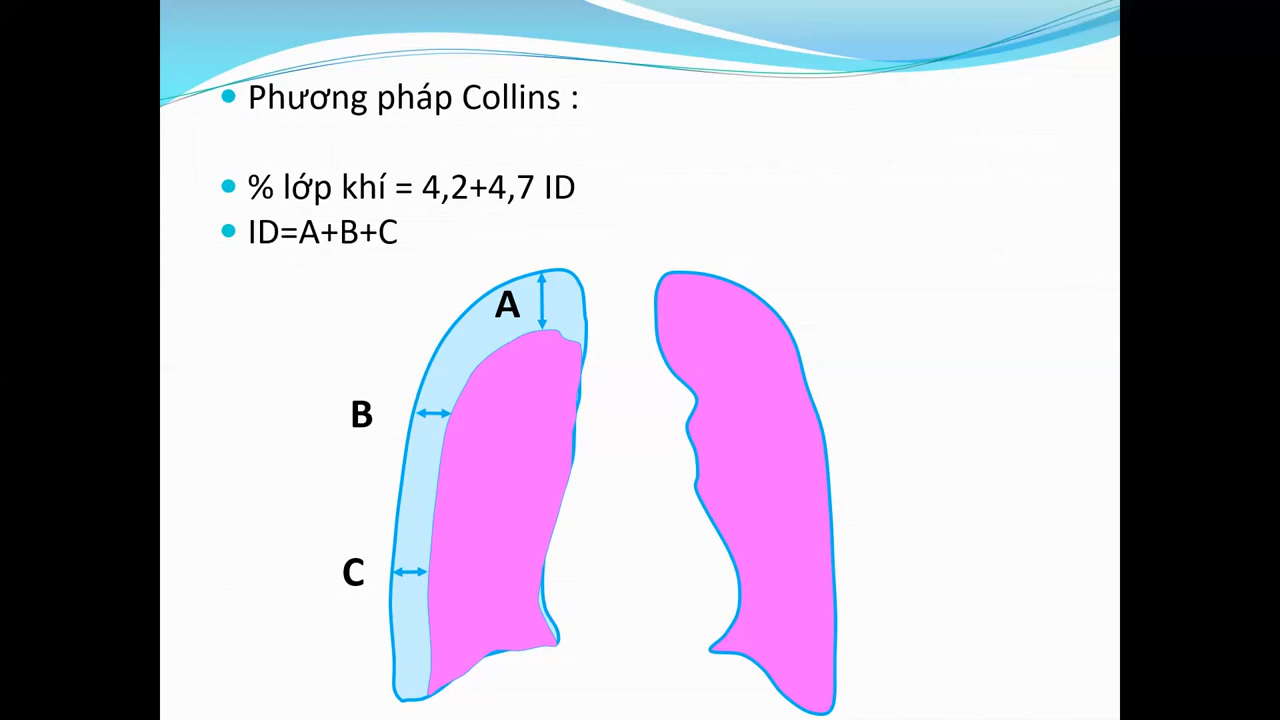 Phương pháp Collins :
% lớp khí = 4,2+4,7 ID
ID=A+B+C
A
B
C